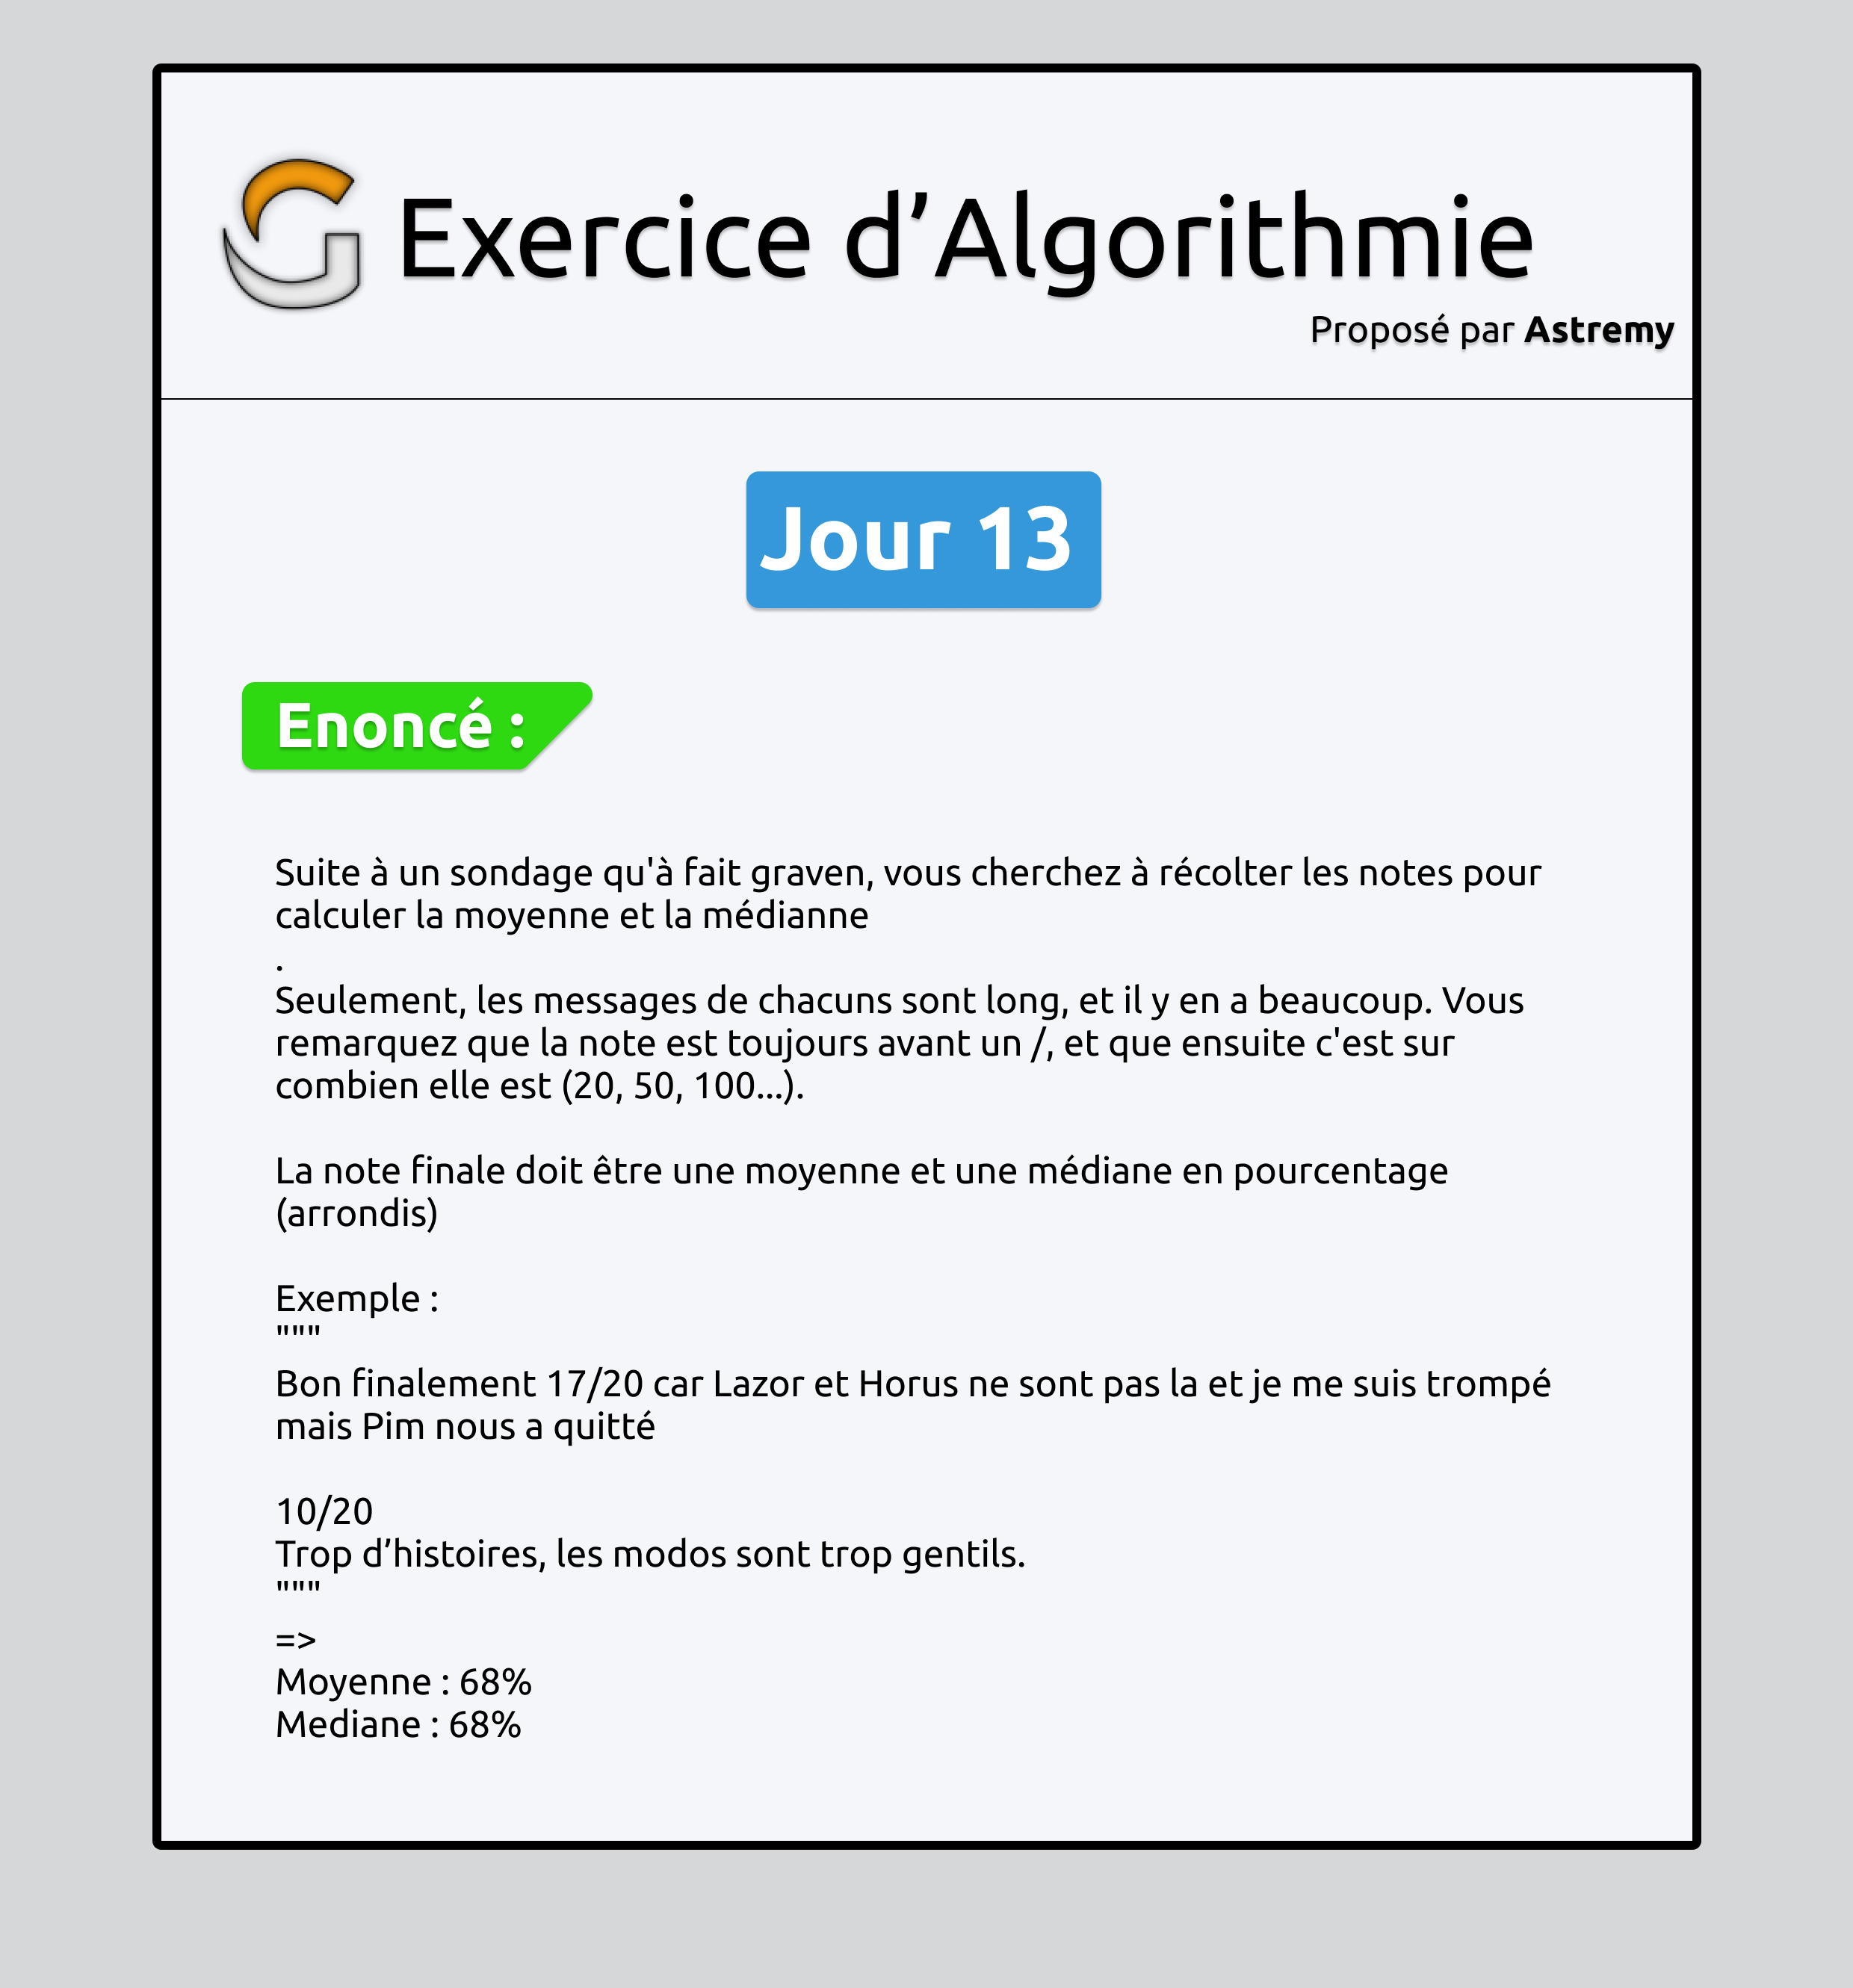 Exercice d’Algorithmie
Proposé par Astremy
Jour 13
Enoncé :
Suite à un sondage qu'à fait graven, vous cherchez à récolter les notes pour
calculer la moyenne et la médianne
.
Seulement, les messages de chacuns sont long, et il y en a beaucoup. Vous
remarquez que la note est toujours avant un /, et que ensuite c'est sur
combien elle est (20, 50, 100...).
La note finale doit être une moyenne et une médiane en pourcentage
(arrondis)
Exemple :
"""
Bon finalement 17/20 car Lazor et Horus ne sont pas la et je me suis trompé
mais Pim nous a quitté
10/20
Trop d’histoires, les modos sont trop gentils.
"""
=>
Moyenne : 68%
Mediane : 68%